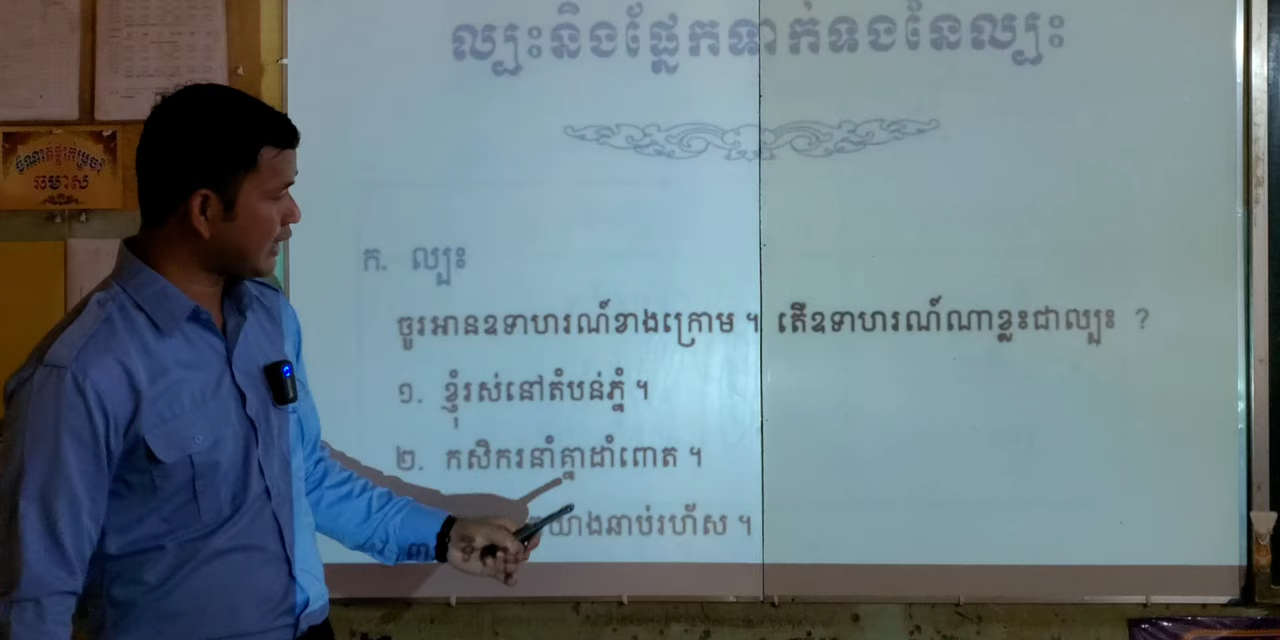 ល្បះនិងផ្នែកទាក់ទងនៃល្បះ
ក. ល្បះ
ចូរអានឧទាហរណ៍ខាងក្រោម ។ តើឧទាហរណ៍ណាខ្លះជាល្បះ ?
១. ខ្ញុំរស់នៅតំបន់ភ្នំ ។
២. កសិករនាំគ្នាដាំពោត ។
៣. យ៉ាងឆាប់រហ័ស ។